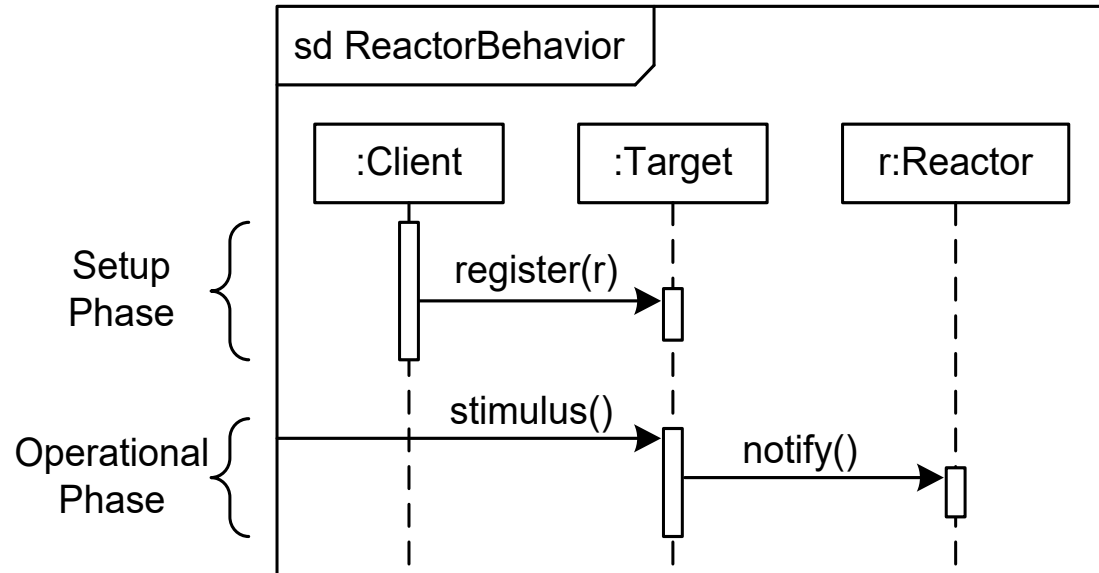 sd ReactorBehavior
:Client
:Target
r:Reactor
Setup
Phase
register(r)
stimulus()
Operational
Phase
notify()